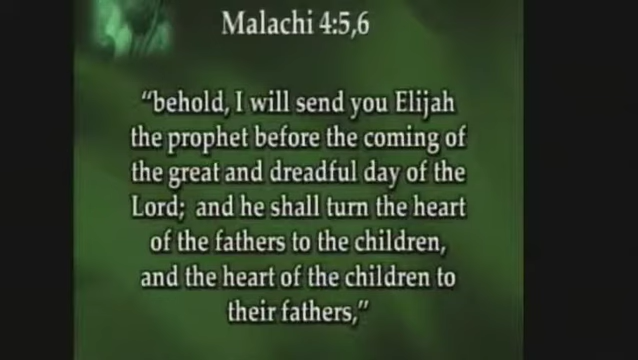 Malachi 4:5,6
“behold, I will send you Elijah
the prophet before the coming of
the great and dreadful day of the
Lord;  and he shall turn the heart
of the fathers to the children,
and the heart of the children to
their fathers,”